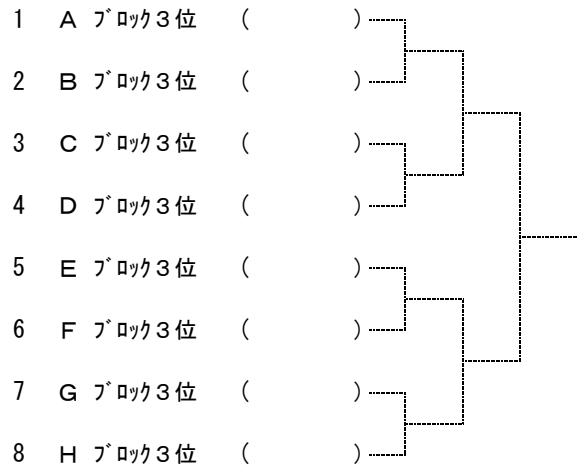 1 A ﾌﾞﾛｯｸ3位 ( )
2 B ﾌﾞﾛｯｸ3位 ( )
3 C ﾌﾞﾛｯｸ3位 ( )
4 D ﾌﾞﾛｯｸ3位 ( )
5 E ﾌﾞﾛｯｸ3位 ( )
6 F ﾌﾞﾛｯｸ3位 ( )
7 G ﾌﾞﾛｯｸ3位 ( )
8 H ﾌﾞﾛｯｸ3位 ( )